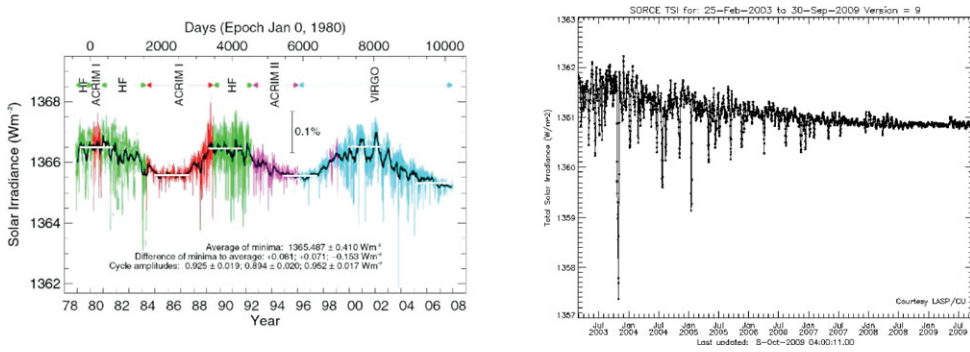 Days (Epoch Jan 0, 1980)
0 2000 4000 6000 8000 10000
HF
ACRIM I
HF
ACRIM I
HF
ACRIM II
VIRGO
Solar Irradiance (Wm⁻²)
1368
1366
1364
1362
0.1%
Average of minima: 1365.487 ± 0.410 Wm⁻²
Difference of minima to average: +0.081; +0.071; −0.153 Wm⁻²
Cycle amplitudes: 0.925 ± 0.019; 0.894 ± 0.020; 0.952 ± 0.017 Wm⁻²
78 80 82 84 86 88 90 92 94 96 98 00 02 04 06 08
Year
SORCE TSI for: 25-Feb-2003 to 30-Sep-2009 Version = 9
Total Solar Irradiance (W/m^2)
1363
1362
1361
1360
1359
1358
1357
Courtesy LASP/CU
Jul Jan Jul Jan Jul Jan Jul Jan Jul Jan Jul Jan Jul
2003 2004 2004 2005 2005 2006 2006 2007 2007 2008 2008 2009 2009
Last updated: 8-Oct-2009 04:00:11.00